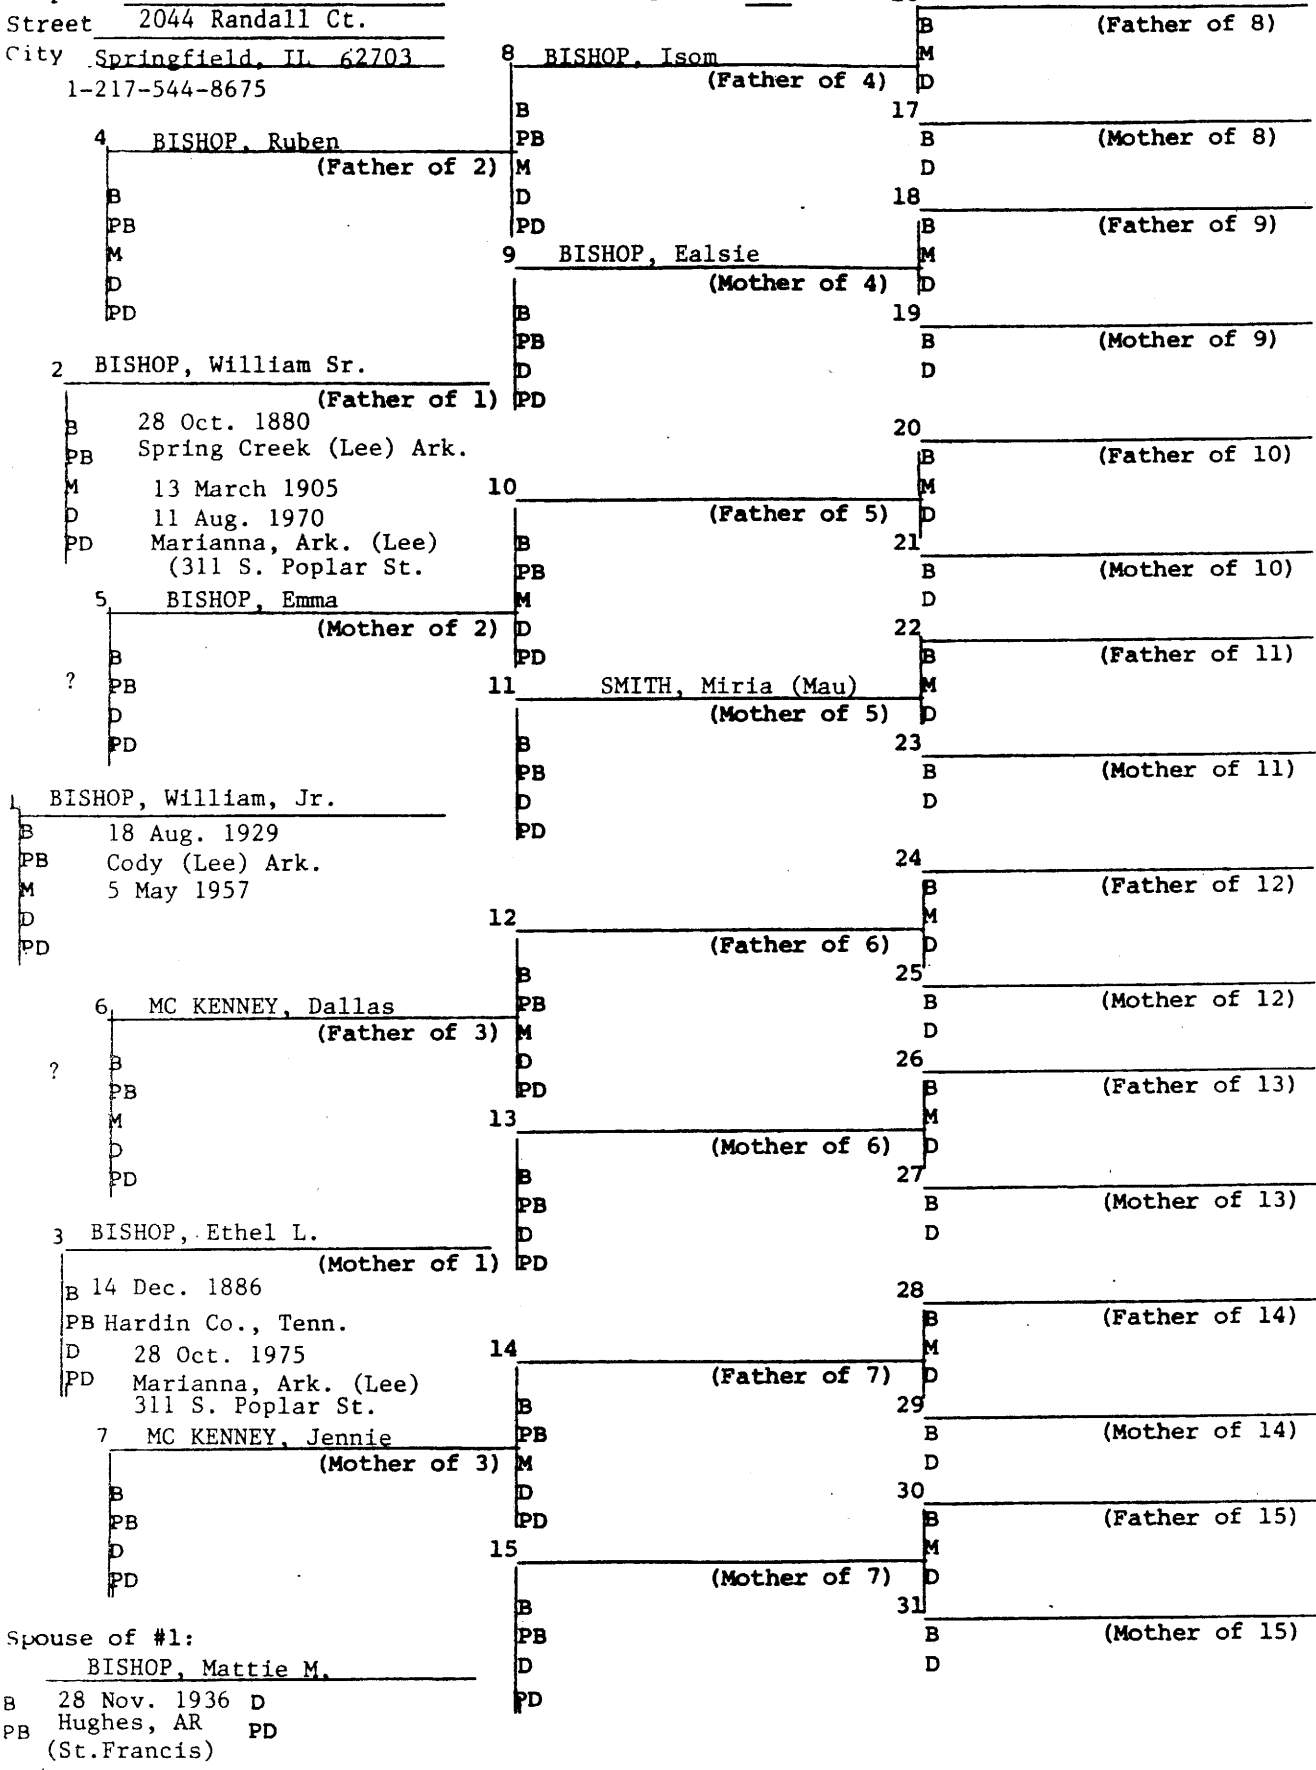 Street 2044 Randall Ct.
City Springfield, IL 62703
1-217-544-8675
1 BISHOP, William, Jr.
B 18 Aug. 1929
PB Cody (Lee) Ark.
M 5 May 1957
D
PD
2 BISHOP, William Sr.
(Father of 1)
B 28 Oct. 1880
PB Spring Creek (Lee) Ark.
M 13 March 1905
D 11 Aug. 1970
PD Marianna, Ark. (Lee)
(311 S. Poplar St.
3 BISHOP, Ethel L.
(Mother of 1)
B 14 Dec. 1886
PB Hardin Co., Tenn.
D 28 Oct. 1975
PD Marianna, Ark. (Lee)
311 S. Poplar St.
Spouse of #1:
BISHOP, Mattie M.
B 28 Nov. 1936 D
PB Hughes, AR PD
(St.Francis)
4 BISHOP, Ruben
(Father of 2)
B
PB
M
D
PD
5 BISHOP, Emma
(Mother of 2)
B
? PB
D
PD
6 MC KENNEY, Dallas
(Father of 3)
? B
PB
M
D
PD
7 MC KENNEY, Jennie
(Mother of 3)
B
PB
D
PD
8 BISHOP, Isom
(Father of 4)
B
PB
M
D
PD
9 BISHOP, Ealsie
(Mother of 4)
B
PB
D
PD
10
(Father of 5)
B
PB
M
D
PD
11 SMITH, Miria (Mau)
(Mother of 5)
B
PB
D
PD
12
(Father of 6)
B
PB
M
D
PD
13
(Mother of 6)
B
PB
D
PD
14
(Father of 7)
B
PB
M
D
PD
15
(Mother of 7)
B
PB
D
PD
B (Father of 8)
M
D
17
B (Mother of 8)
D
18
B (Father of 9)
M
D
19
B (Mother of 9)
D
20
B (Father of 10)
M
D
21
B (Mother of 10)
D
22
B (Father of 11)
M
D
23
B (Mother of 11)
D
24
B (Father of 12)
M
D
25
B (Mother of 12)
D
26
B (Father of 13)
M
D
27
B (Mother of 13)
D
28
B (Father of 14)
M
D
29
B (Mother of 14)
D
30
B (Father of 15)
M
D
31
B (Mother of 15)
D